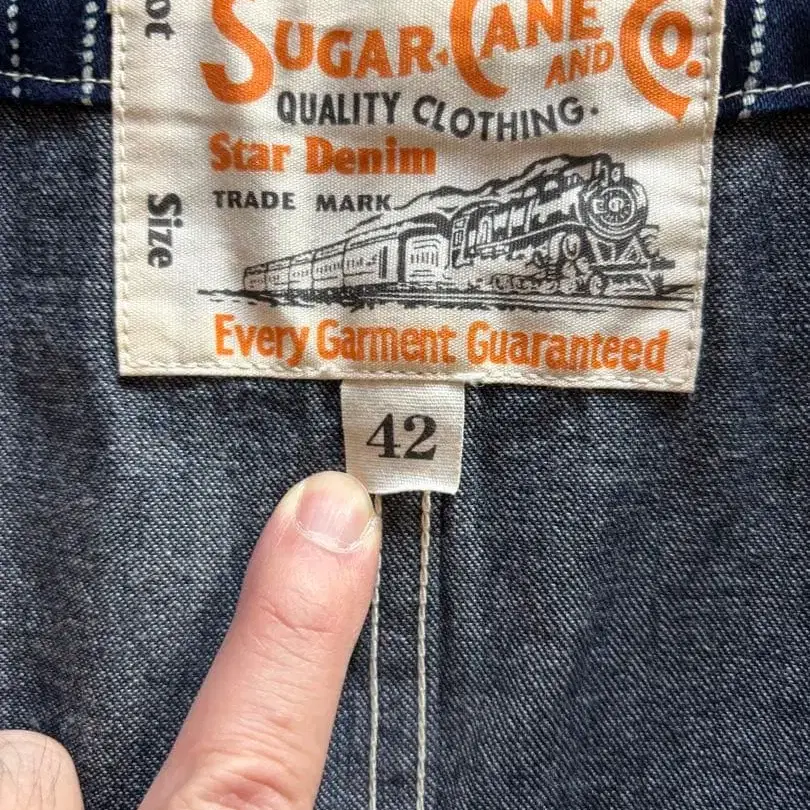 SUGAR CANE
AND CO.
QUALITY CLOTHING.
Star Denim
TRADE MARK
Every Garment Guaranteed
Size
42